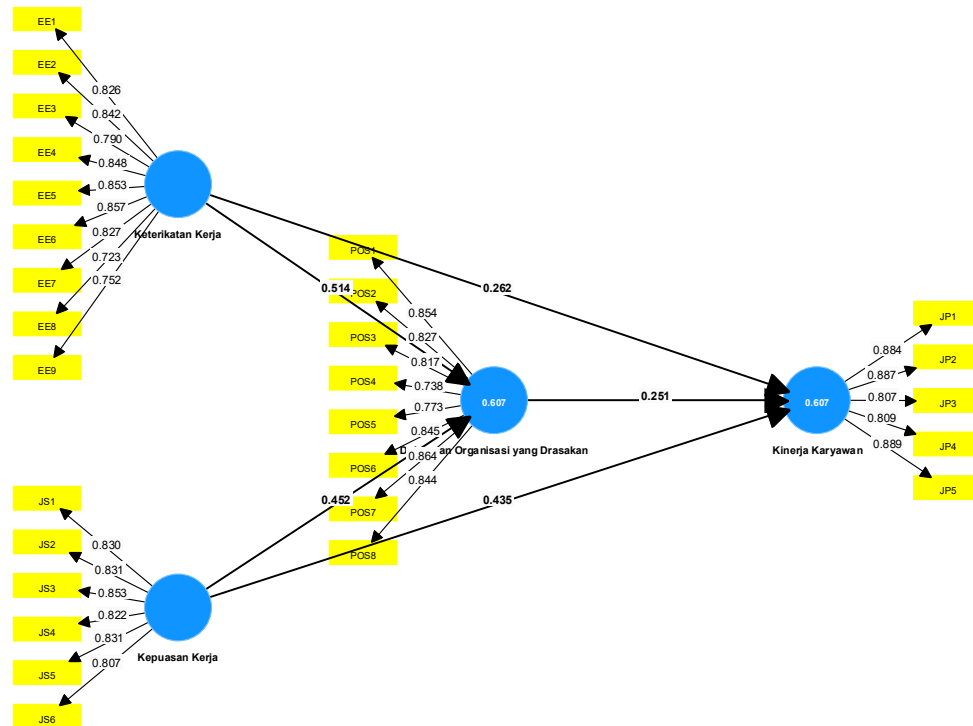 EE1
EE2
EE3
EE4
EE5
EE6
EE7
EE8
EE9
0.826
0.842
0.790
0.848
0.853
0.857
0.827
0.723
0.752
Keterikatan Kerja
POS1
POS2
POS3
POS4
POS5
POS6
POS7
POS8
0.854
0.827
0.817
0.738
0.773
0.845
0.864
0.844
0.514
0.262
0.452
0.435
0.251
0.607
an Organisasi yang Drasakan
0.607
Kinerja Karyawan
JP1
JP2
JP3
JP4
JP5
0.884
0.887
0.807
0.809
0.889
JS1
JS2
JS3
JS4
JS5
JS6
0.830
0.831
0.853
0.822
0.831
0.807
Kepuasan Kerja